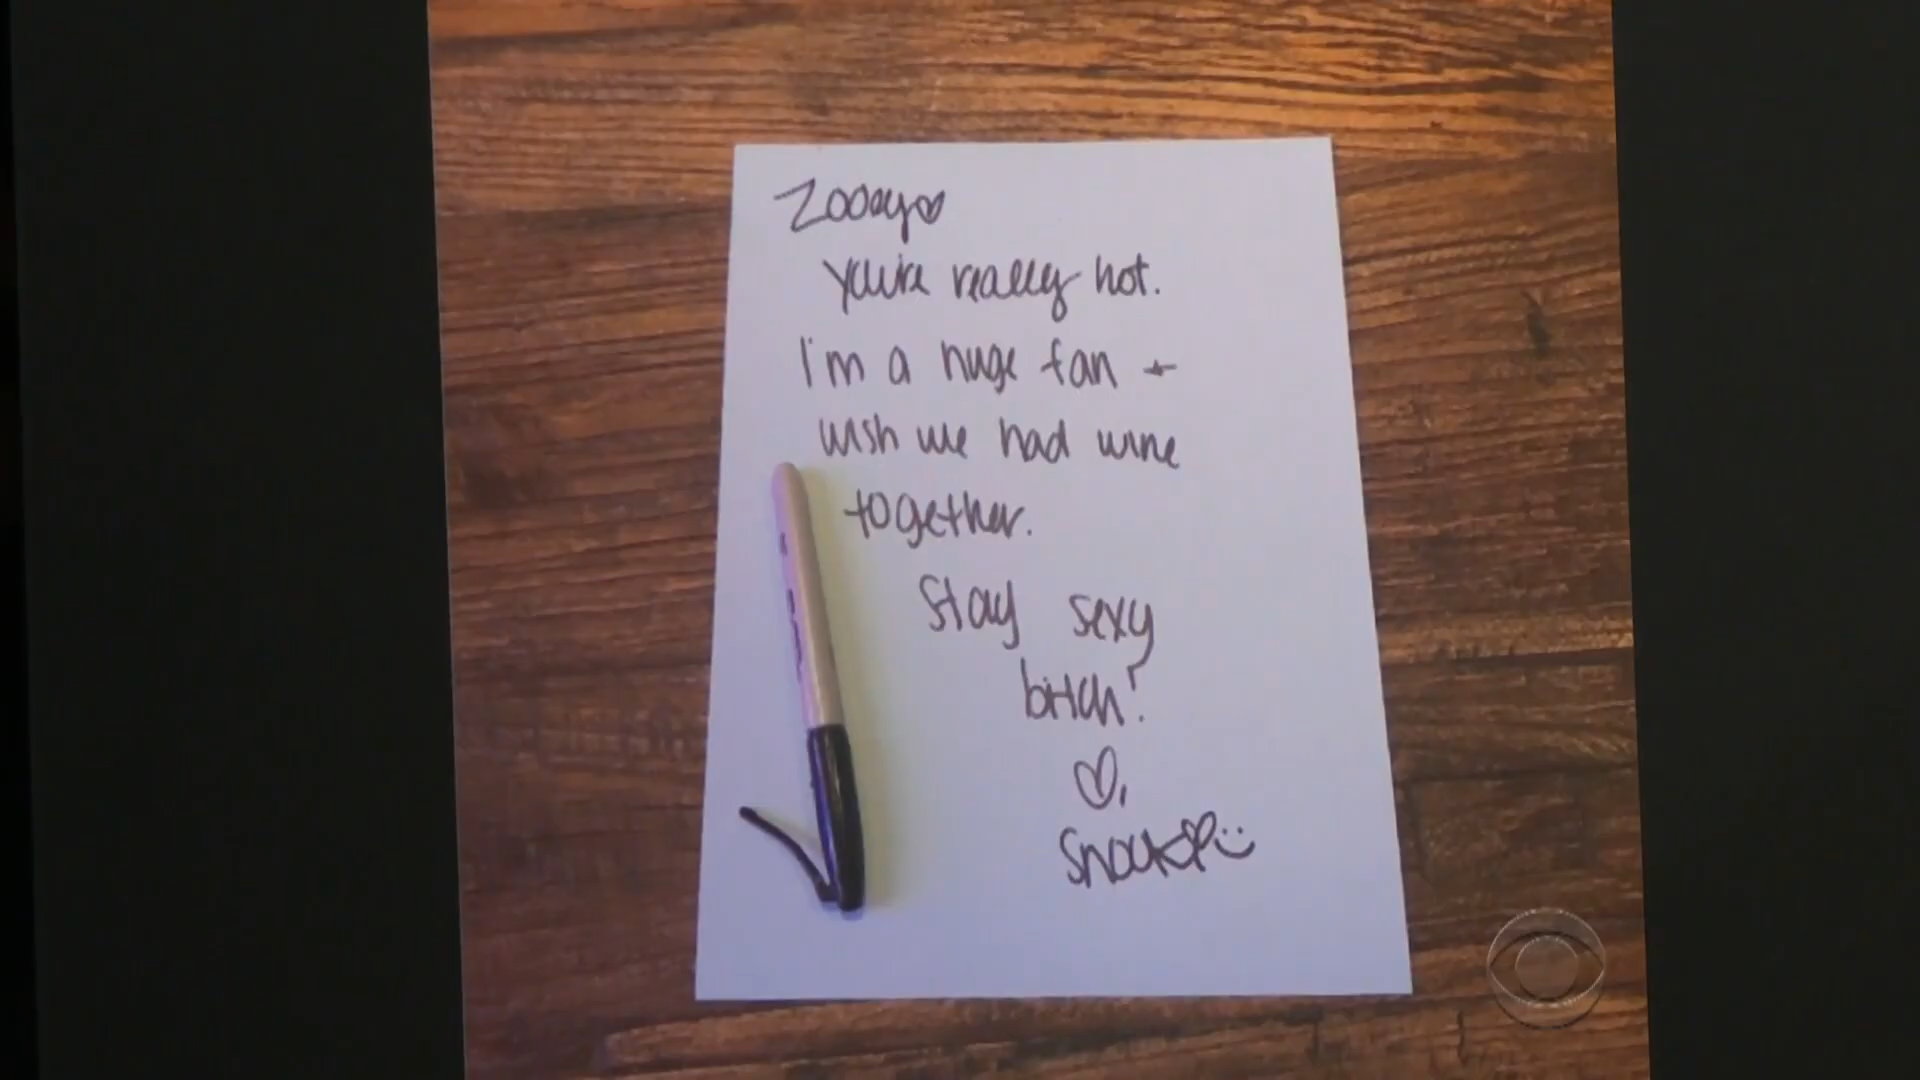 Zooey♡
You're really hot.
I'm a huge fan +
wish we had wine
together.
Stay sexy
bitch!
♡,
Snooki